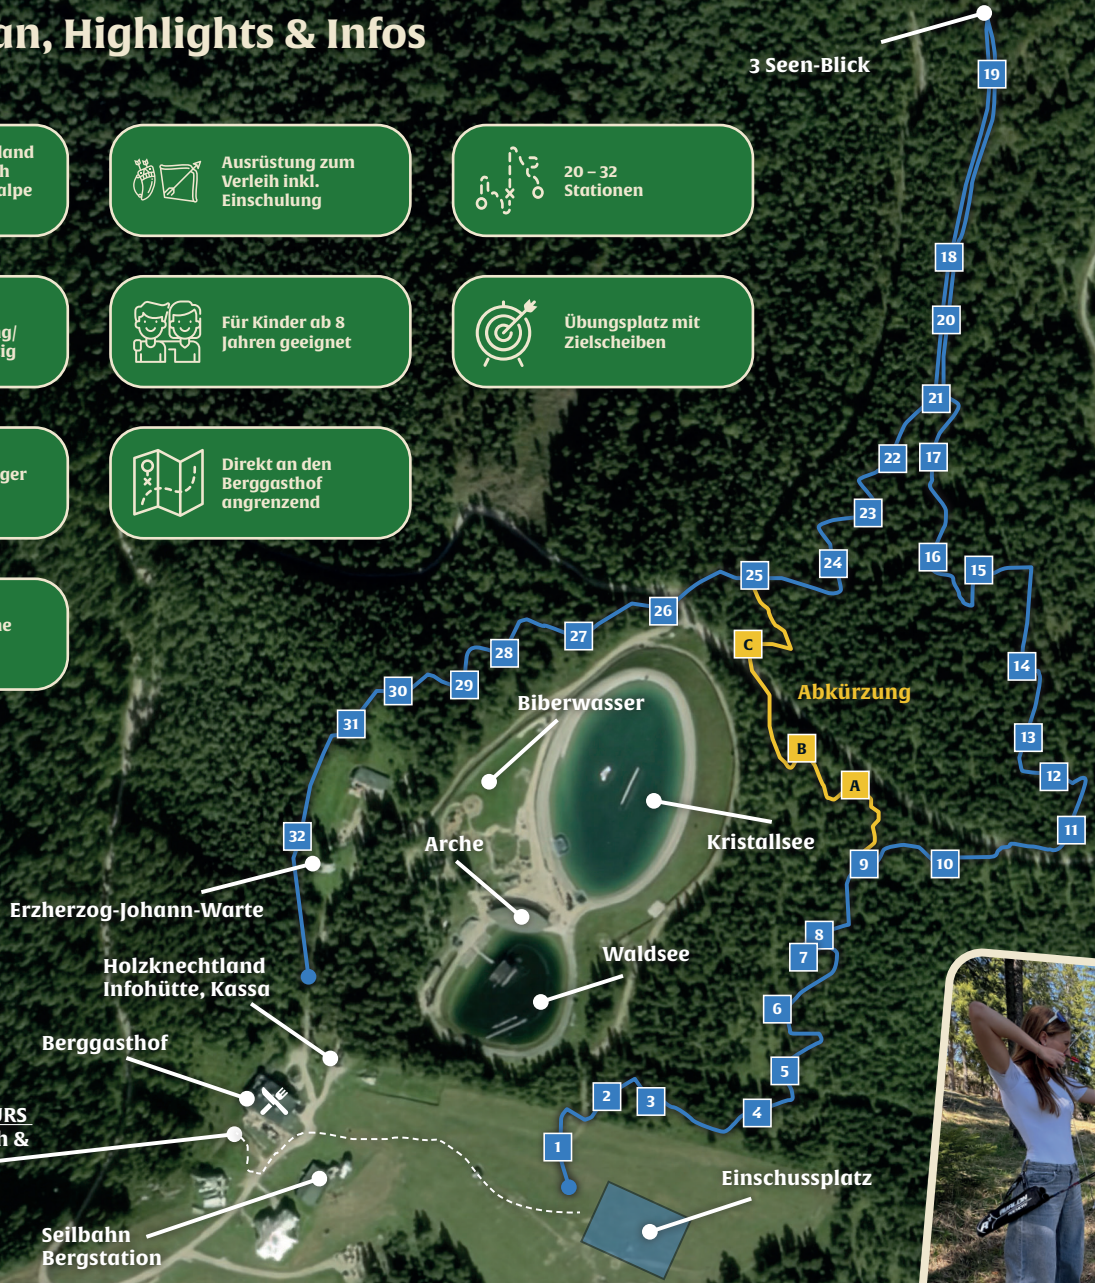 an, Highlights & Infos
3 Seen-Blick
19
land
h
alpe
Ausrüstung zum
Verleih inkl.
Einschulung
20 – 32
Stationen
18
ng/
ig
Für Kinder ab 8
Jahren geeignet
Übungsplatz mit
Zielscheiben
20
21
ger
Direkt an den
Berggasthof
angrenzend
22
17
23
16
15
24
25
26
27
C
28
14
29
30
Abkürzung
Biberwasser
31
13
B
12
A
11
32
Arche
Kristallsee
9
10
Erzherzog-Johann-Warte
8
7
Waldsee
Holzknechtland
Infohütte, Kassa
6
Berggasthof
5
2
3
4
URS
h &
1
Einschussplatz
Seilbahn
Bergstation